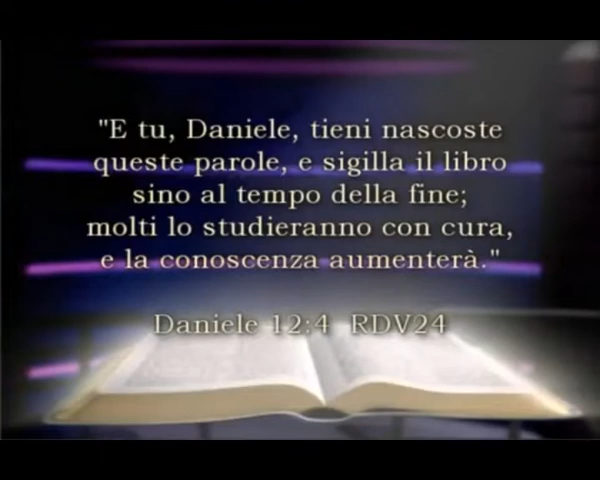 "E tu, Daniele, tieni nascoste
queste parole, e sigilla il libro
sino al tempo della fine;
molti lo studieranno con cura,
e la conoscenza aumenterà."
Daniele 12:4 RDV24